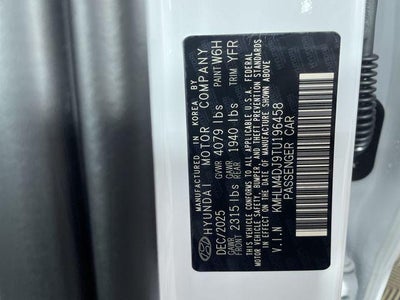 MANUFACTURED IN KOREA BY
HYUNDAI MOTOR COMPANY
DEC/2025 GVWR 4079 lbs PAINT W6H
GAWR FRONT 2315 lbs GAWR REAR 1940 lbs TRIM YFR
THIS VEHICLE CONFORMS TO ALL APPLICABLE U.S.A. FEDERAL
MOTOR VEHICLE SAFETY, BUMPER AND THEFT PREVENTION STANDARDS
IN EFFECT ON THE DATE OF MANUFACTURE SHOWN ABOVE.
V.I.N KMHLM4DJ9TU196458
PASSENGER CAR